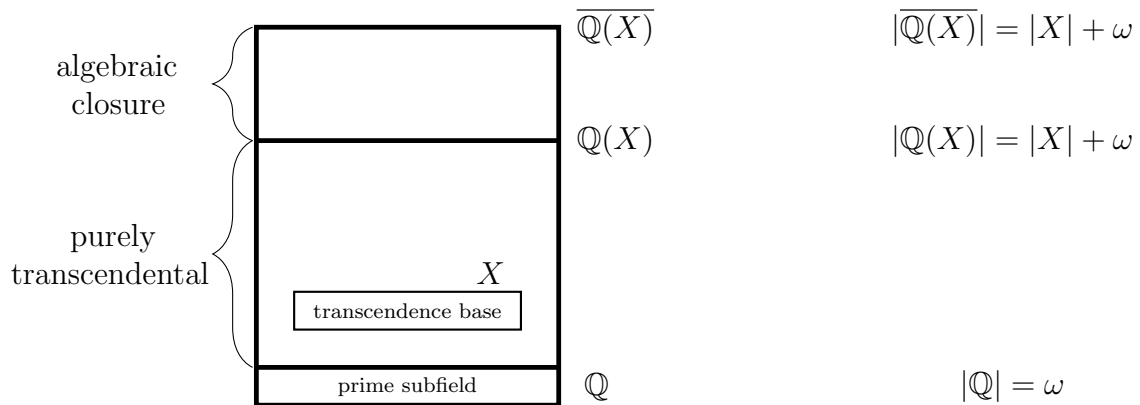 $\overline{\mathbb{Q}(X)}$ $|\overline{\mathbb{Q}(X)}| = |X| + \omega$
algebraic
closure
$\mathbb{Q}(X)$ $|\mathbb{Q}(X)| = |X| + \omega$
purely
transcendental
$X$
transcendence base
prime subfield $\mathbb{Q}$ $|\mathbb{Q}| = \omega$